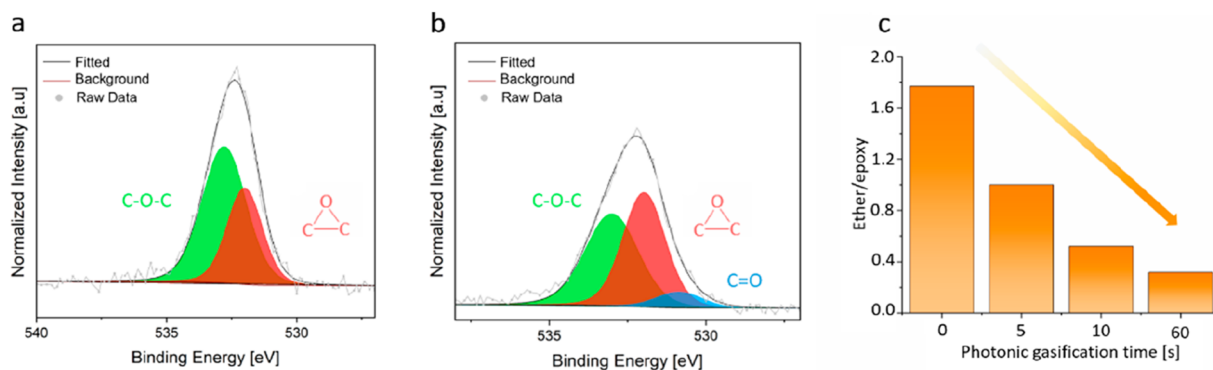 a
Fitted
Background
Raw Data
C-O-C
O
C C
Normalized Intensity [a.u]
540 535 530
Binding Energy [eV]
b
Fitted
Background
Raw Data
C-O-C
O
C C
C=O
Normalized Intensity [a.u]
535 530
Binding Energy [eV]
c
2.0
1.6
1.2
0.8
0.4
0.0
Ether/epoxy
0 5 10 60
Photonic gasification time [s]